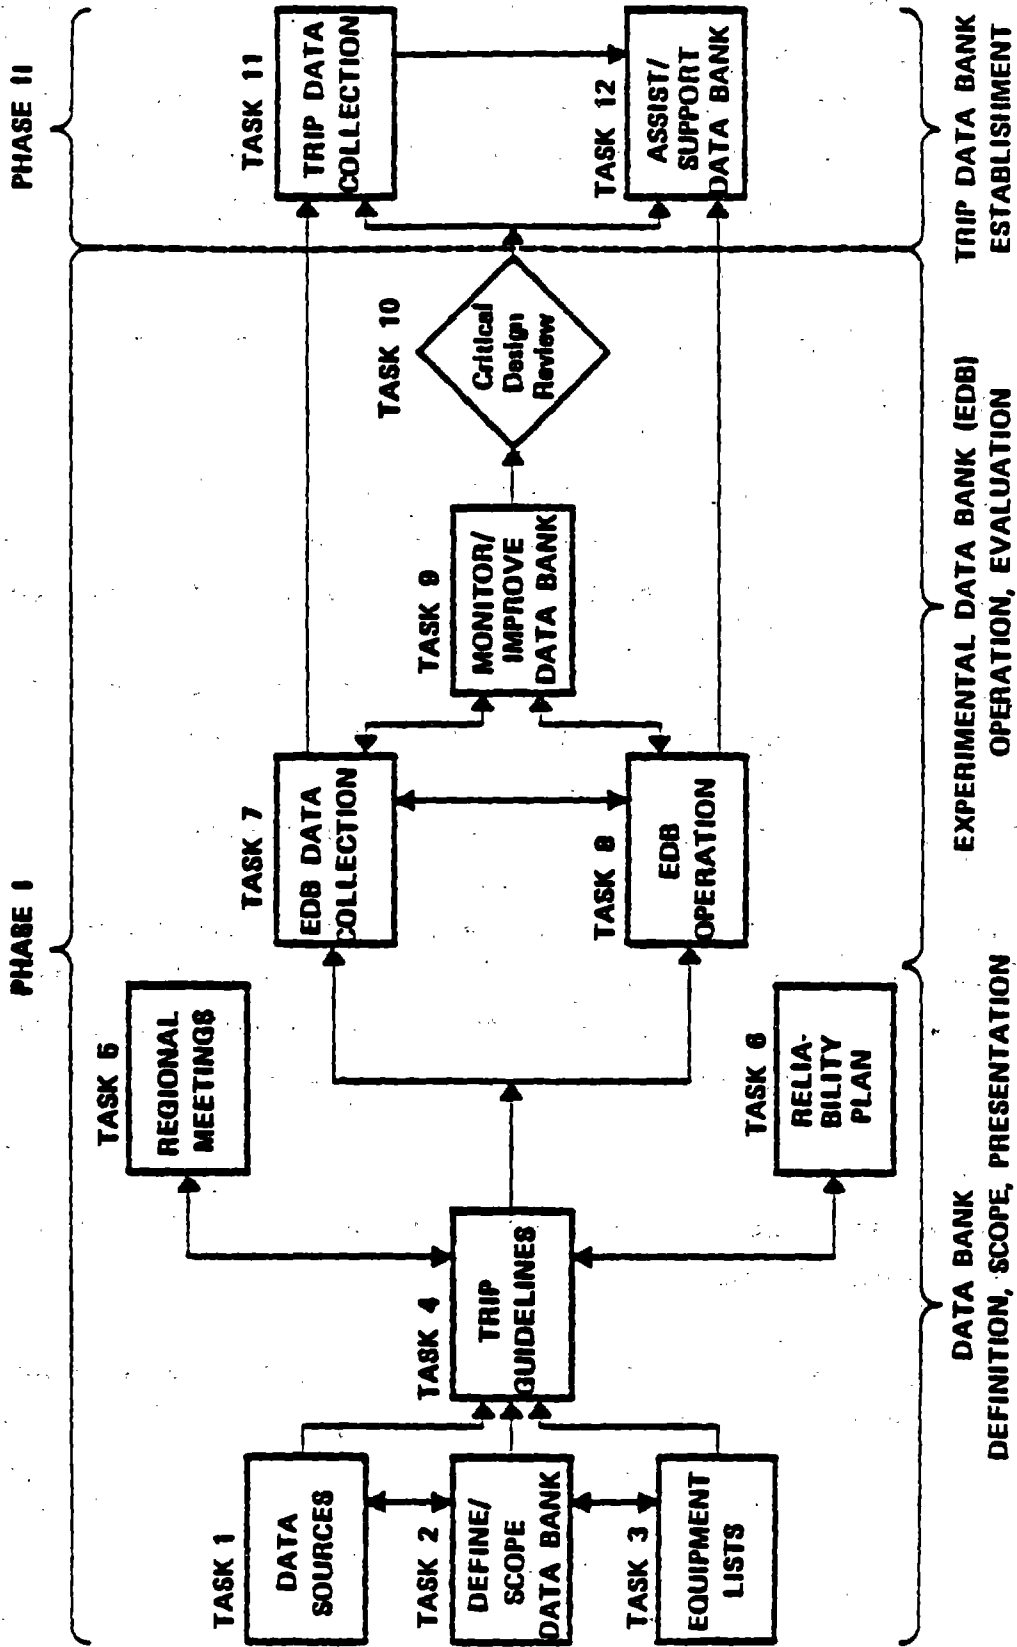 PHASE I
PHASE II
TASK 1
DATA
SOURCES
TASK 2
DEFINE/
SCOPE
DATA BANK
TASK 3
EQUIPMENT
LISTS
TASK 4
TRIP
GUIDELINES
TASK 5
REGIONAL
MEETINGS
TASK 6
RELIA-
BILITY
PLAN
TASK 7
EDB DATA
COLLECTION
TASK 8
EDB
OPERATION
TASK 9
MONITOR/
IMPROVE
DATA BANK
TASK 10
Critical
Design
Review
TASK 11
TRIP DATA
COLLECTION
TASK 12
ASSIST/
SUPPORT
DATA BANK
DATA BANK
DEFINITION, SCOPE, PRESENTATION
EXPERIMENTAL DATA BANK (EDB)
OPERATION, EVALUATION
TRIP DATA BANK
ESTABLISHMENT